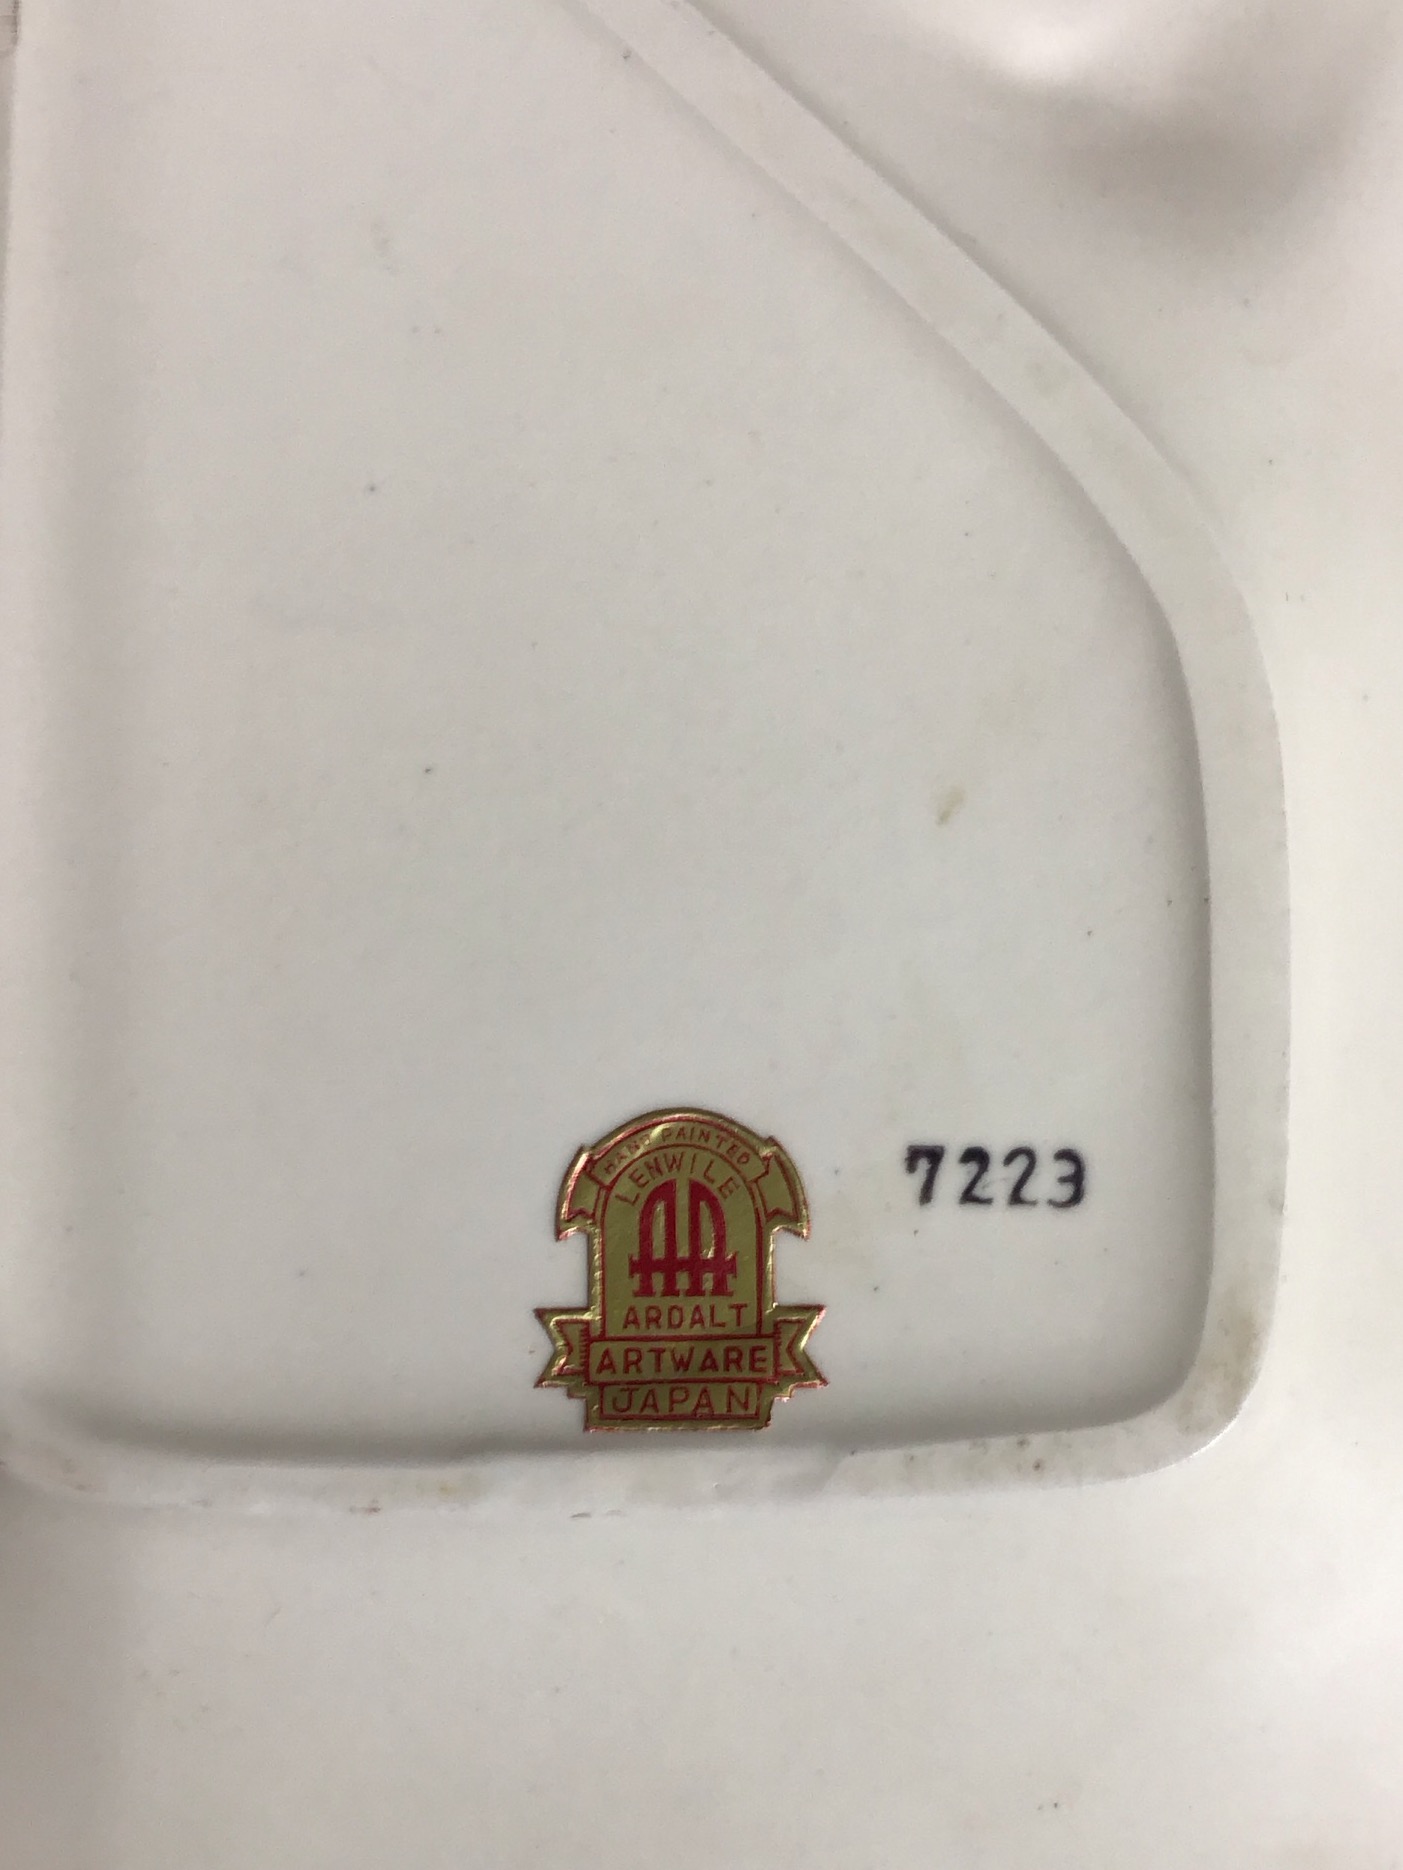 HAND PAINTED
LENWILE
AA
ARDALT
ARTWARE
JAPAN
7223